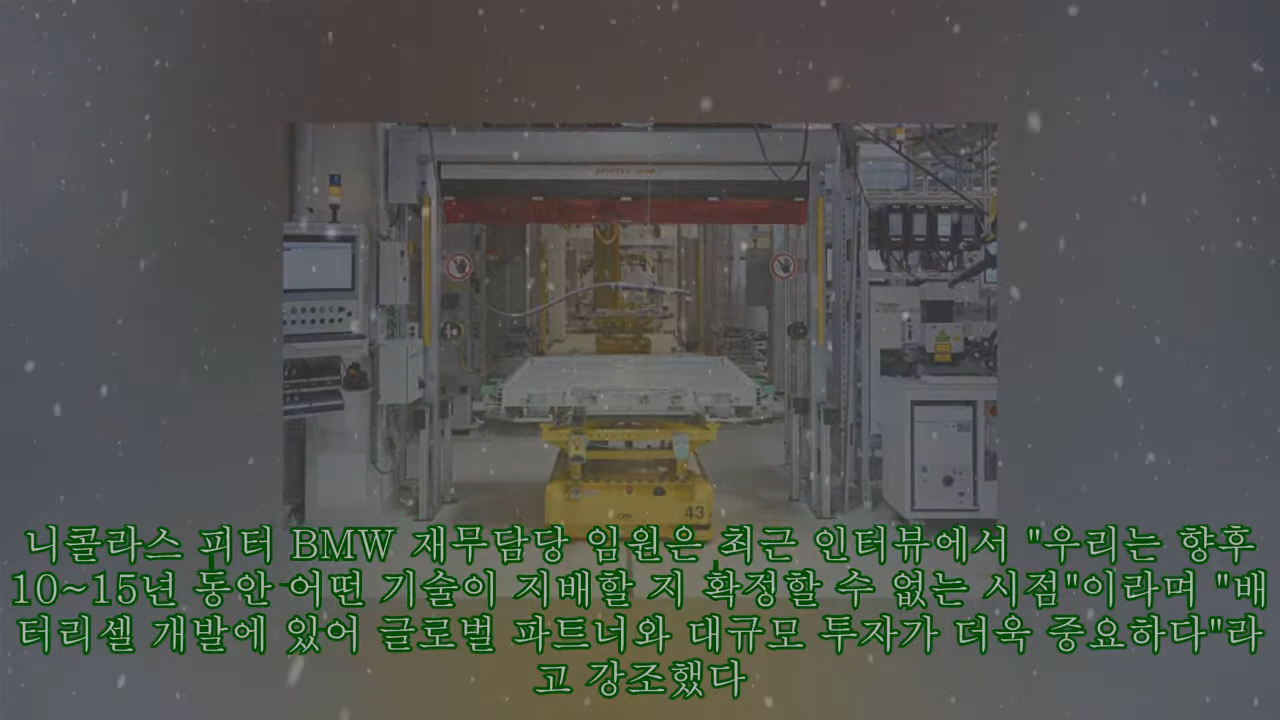 43
니콜라스 피터 BMW 재무담당 임원은 최근 인터뷰에서 "우리는 향후
10~15년 동안 어떤 기술이 지배할 지 확정할 수 없는 시점"이라며 "배
터리셀 개발에 있어 글로벌 파트너와 대규모 투자가 더욱 중요하다"라
고 강조했다